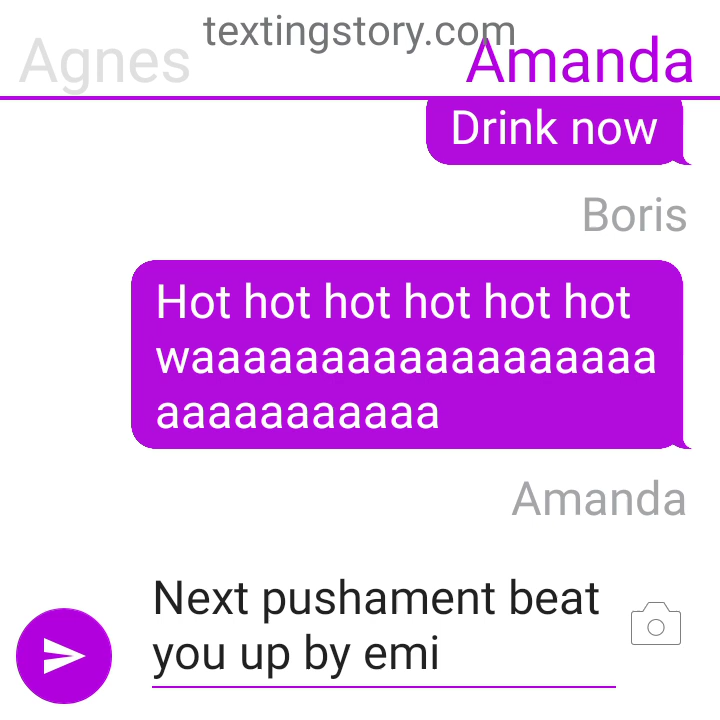 textingstory.com
Agnes
Amanda
Drink now
Boris
Hot hot hot hot hot hot
waaaaaaaaaaaaaaaaaa
aaaaaaaaaaa
Amanda
Next pushament beat
you up by emi